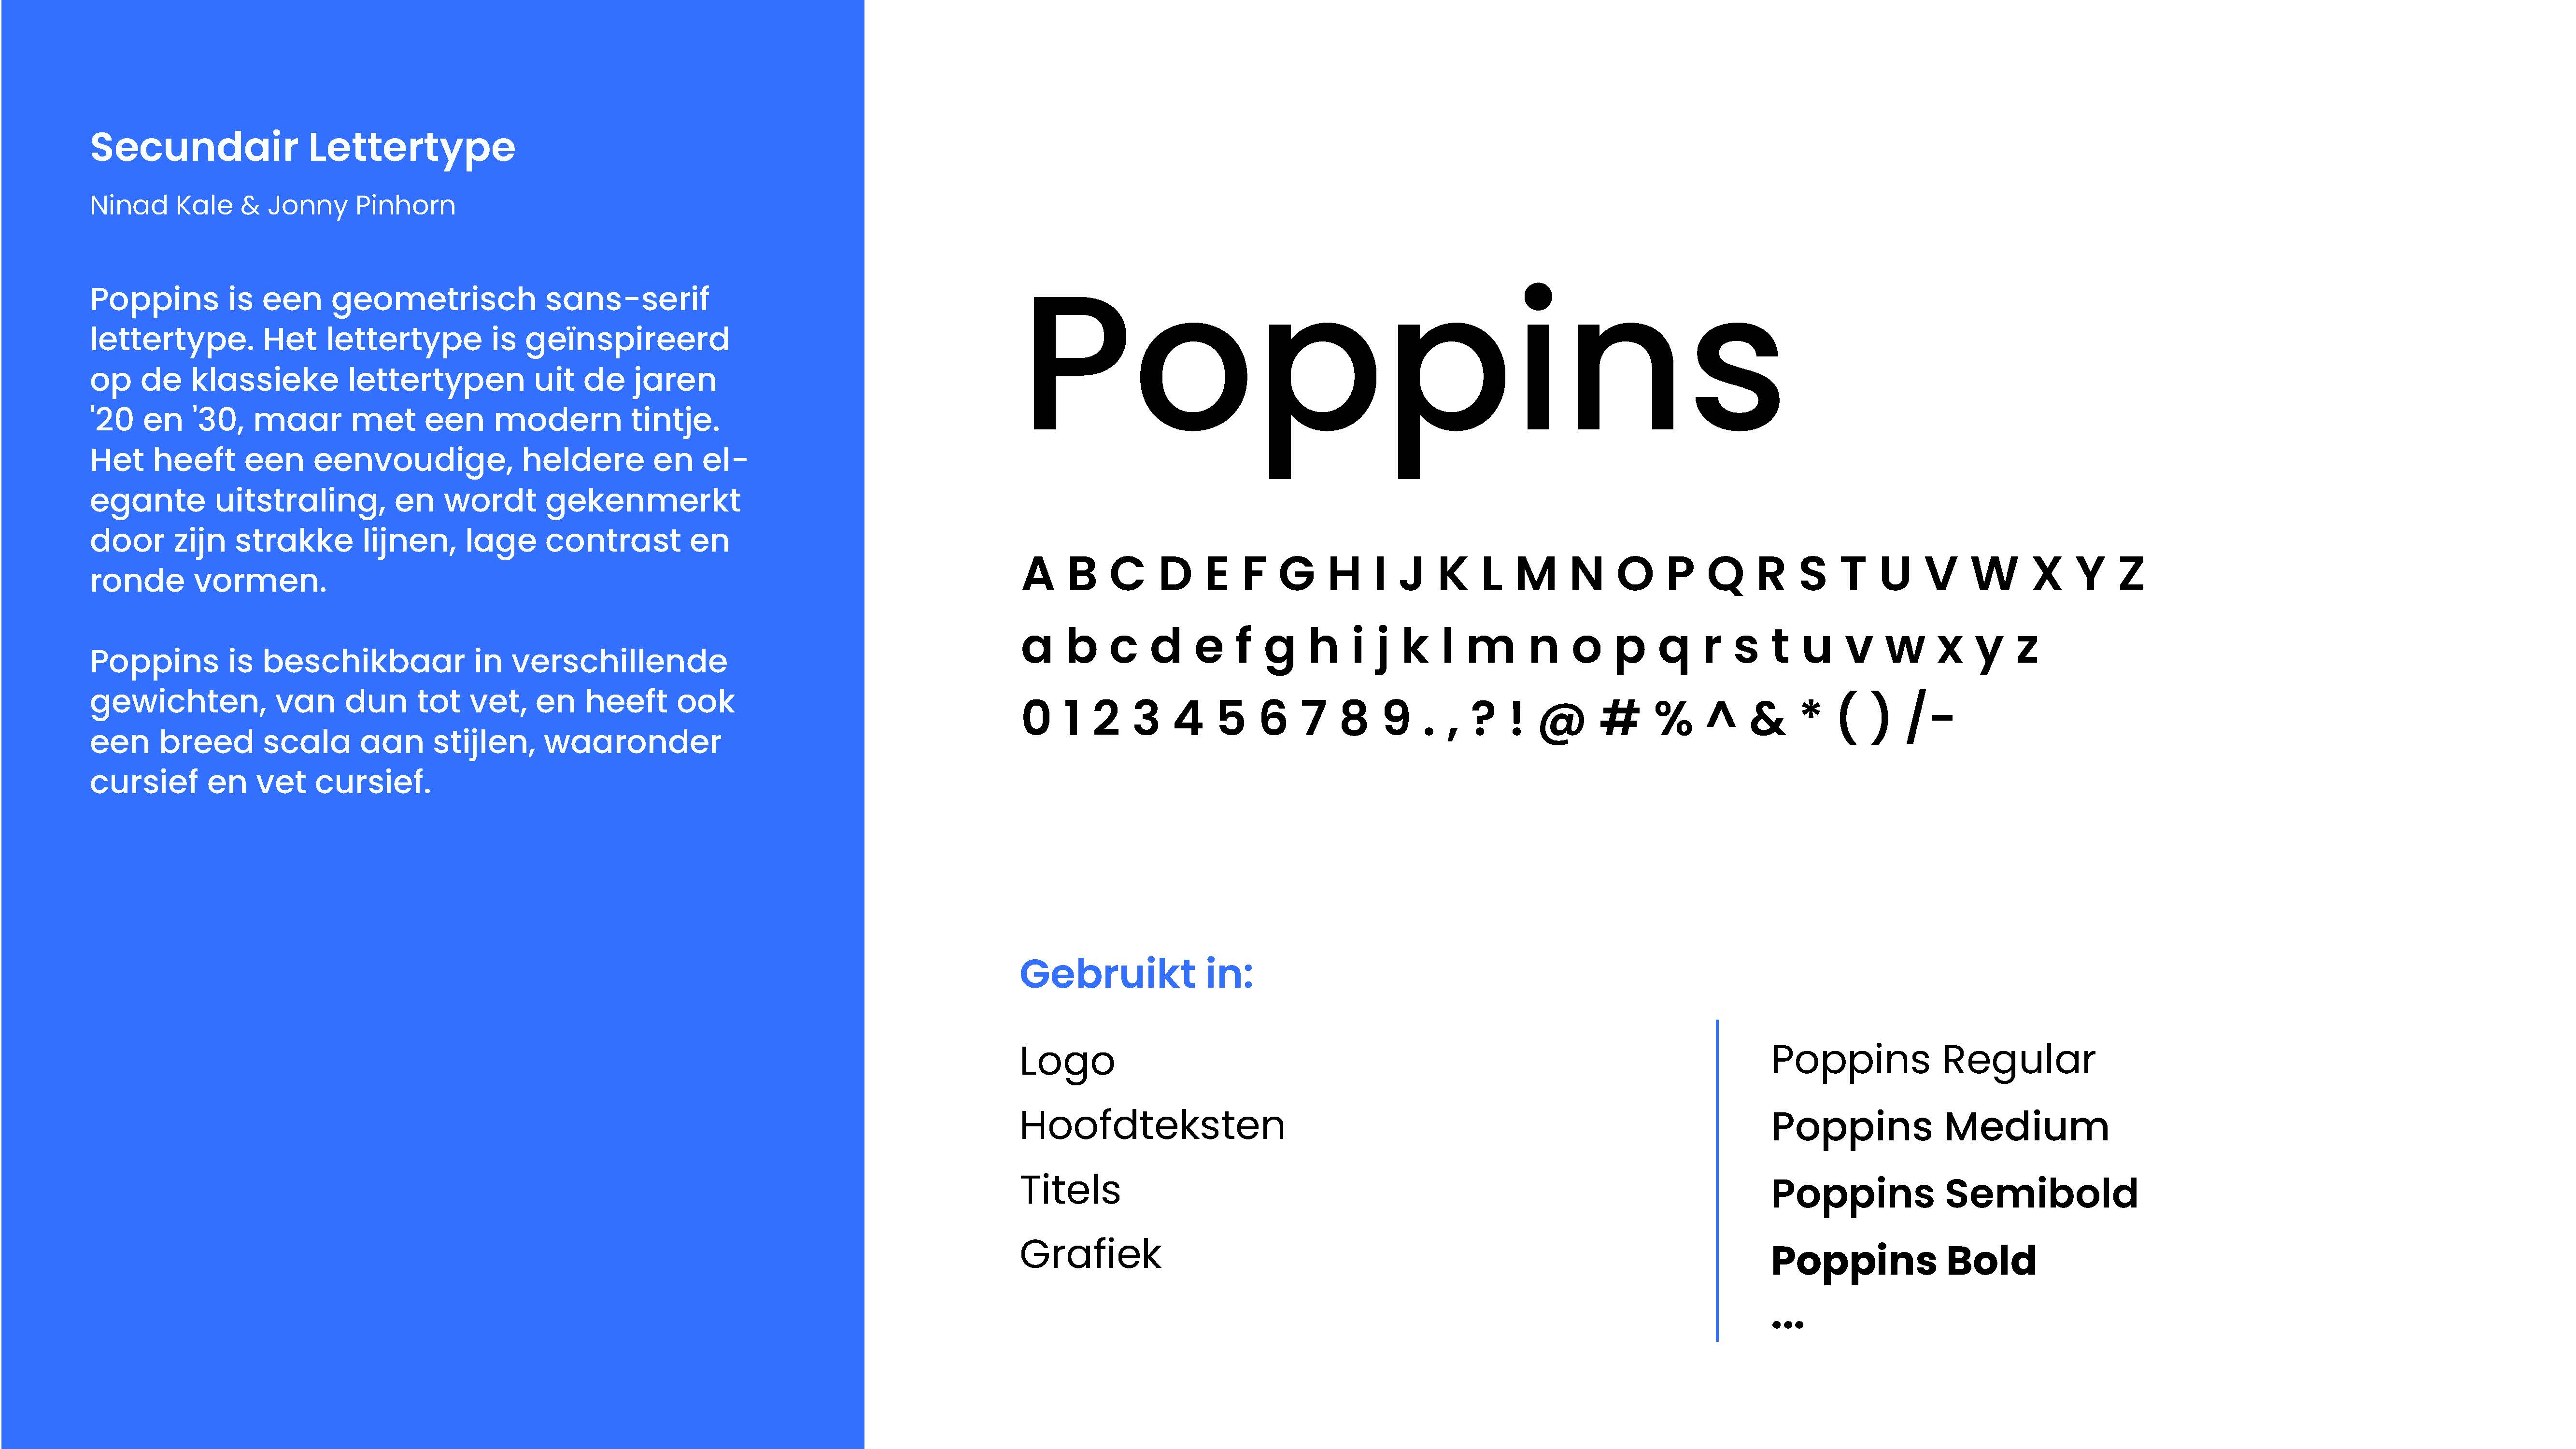 Secundair Lettertype
Ninad Kale & Jonny Pinhorn
Poppins is een geometrisch sans-serif
lettertype. Het lettertype is geïnspireerd
op de klassieke lettertypen uit de jaren
'20 en '30, maar met een modern tintje.
Het heeft een eenvoudige, heldere en el-
egante uitstraling, en wordt gekenmerkt
door zijn strakke lijnen, lage contrast en
ronde vormen.
Poppins is beschikbaar in verschillende
gewichten, van dun tot vet, en heeft ook
een breed scala aan stijlen, waaronder
cursief en vet cursief.
Poppins
A B C D E F G H I J K L M N O P Q R S T U V W X Y Z
a b c d e f g h i j k l m n o p q r s t u v w x y z
0 1 2 3 4 5 6 7 8 9 . , ? ! @ # % ^ & * ( ) / -
Gebruikt in:
Logo
Hoofdteksten
Titels
Grafiek
Poppins Regular
Poppins Medium
Poppins Semibold
Poppins Bold
...